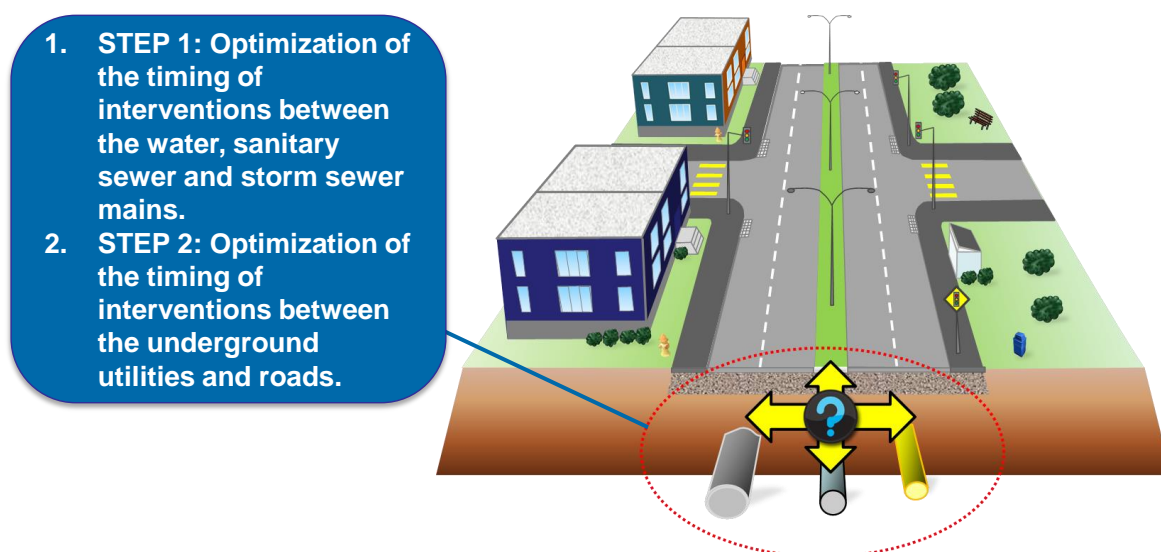 1. STEP 1: Optimization of
the timing of
interventions between
the water, sanitary
sewer and storm sewer
mains.
2. STEP 2: Optimization of
the timing of
interventions between
the underground
utilities and roads.
?